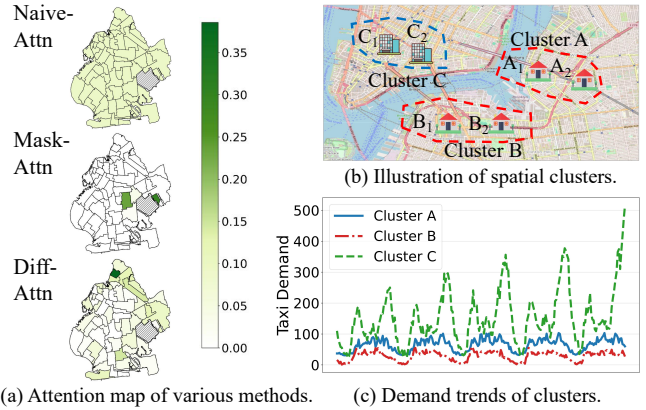 Naive-
Attn
Mask-
Attn
Diff-
Attn
0.35
0.30
0.25
0.20
0.15
0.10
0.05
0.00
(a) Attention map of various methods.
C1 C2
Cluster C
Cluster A
A1 A2
B1 B2
Cluster B
(b) Illustration of spatial clusters.
Taxi Demand
500
400
300
200
100
0
Cluster A
Cluster B
Cluster C
(c) Demand trends of clusters.